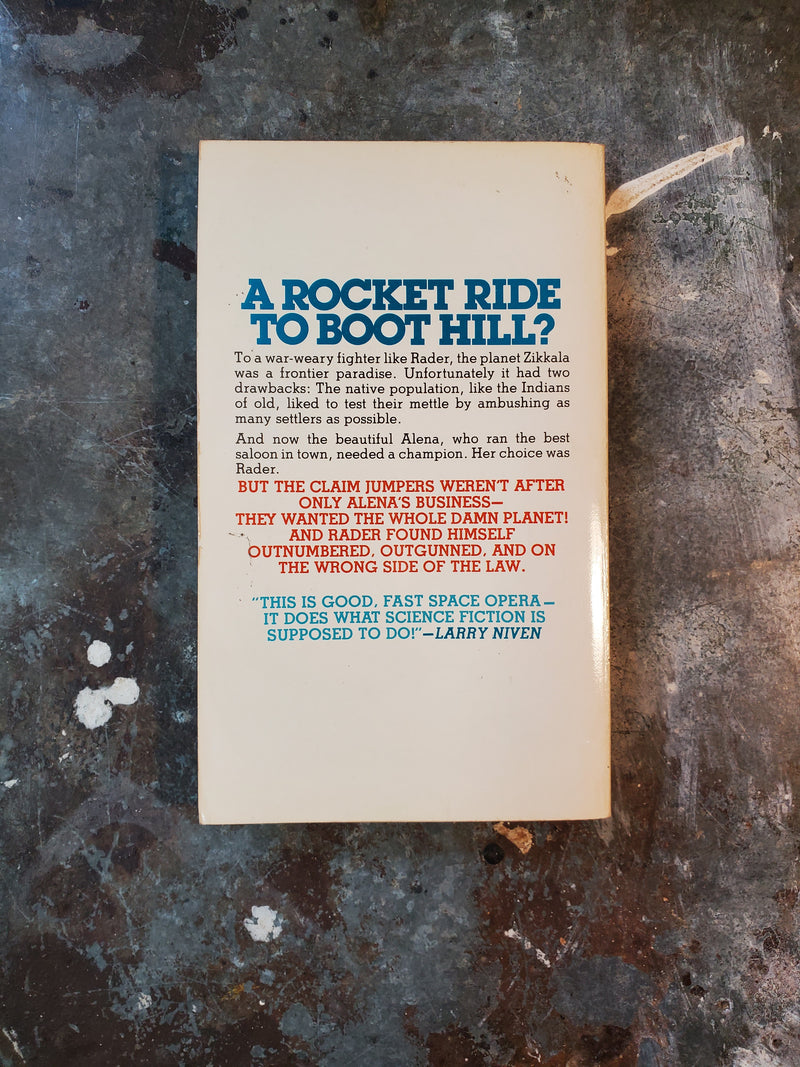 A ROCKET RIDE
TO BOOT HILL?
To a war-weary fighter like Rader, the planet Zikkala
was a frontier paradise. Unfortunately it had two
drawbacks: The native population, like the Indians
of old, liked to test their mettle by ambushing as
many settlers as possible.
And now the beautiful Alena, who ran the best
saloon in town, needed a champion. Her choice was
Rader.
BUT THE CLAIM JUMPERS WEREN'T AFTER
ONLY ALENA'S BUSINESS—
THEY WANTED THE WHOLE DAMN PLANET!
AND RADER FOUND HIMSELF
OUTNUMBERED, OUTGUNNED, AND ON
THE WRONG SIDE OF THE LAW.
"THIS IS GOOD, FAST SPACE OPERA—
IT DOES WHAT SCIENCE FICTION IS
SUPPOSED TO DO!"—LARRY NIVEN